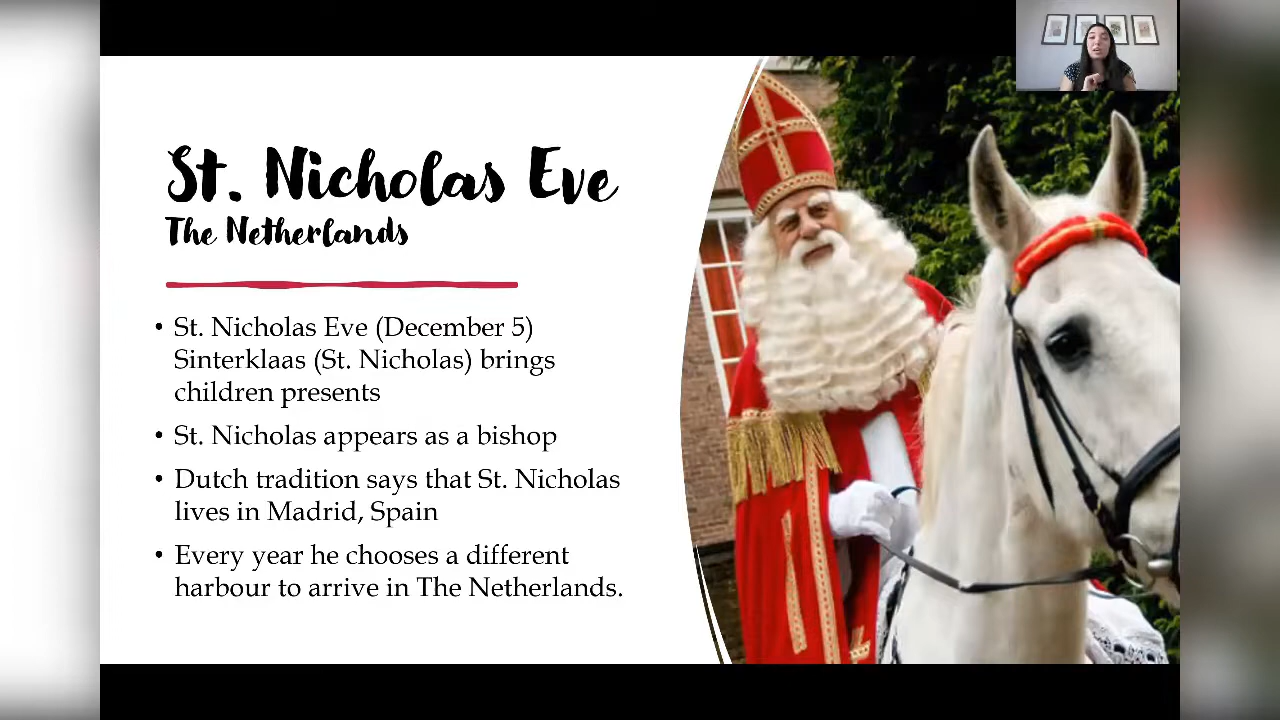 St. Nicholas Eve
The Netherlands
• St. Nicholas Eve (December 5)
Sinterklaas (St. Nicholas) brings
children presents
• St. Nicholas appears as a bishop
• Dutch tradition says that St. Nicholas
lives in Madrid, Spain
• Every year he chooses a different
harbour to arrive in The Netherlands.